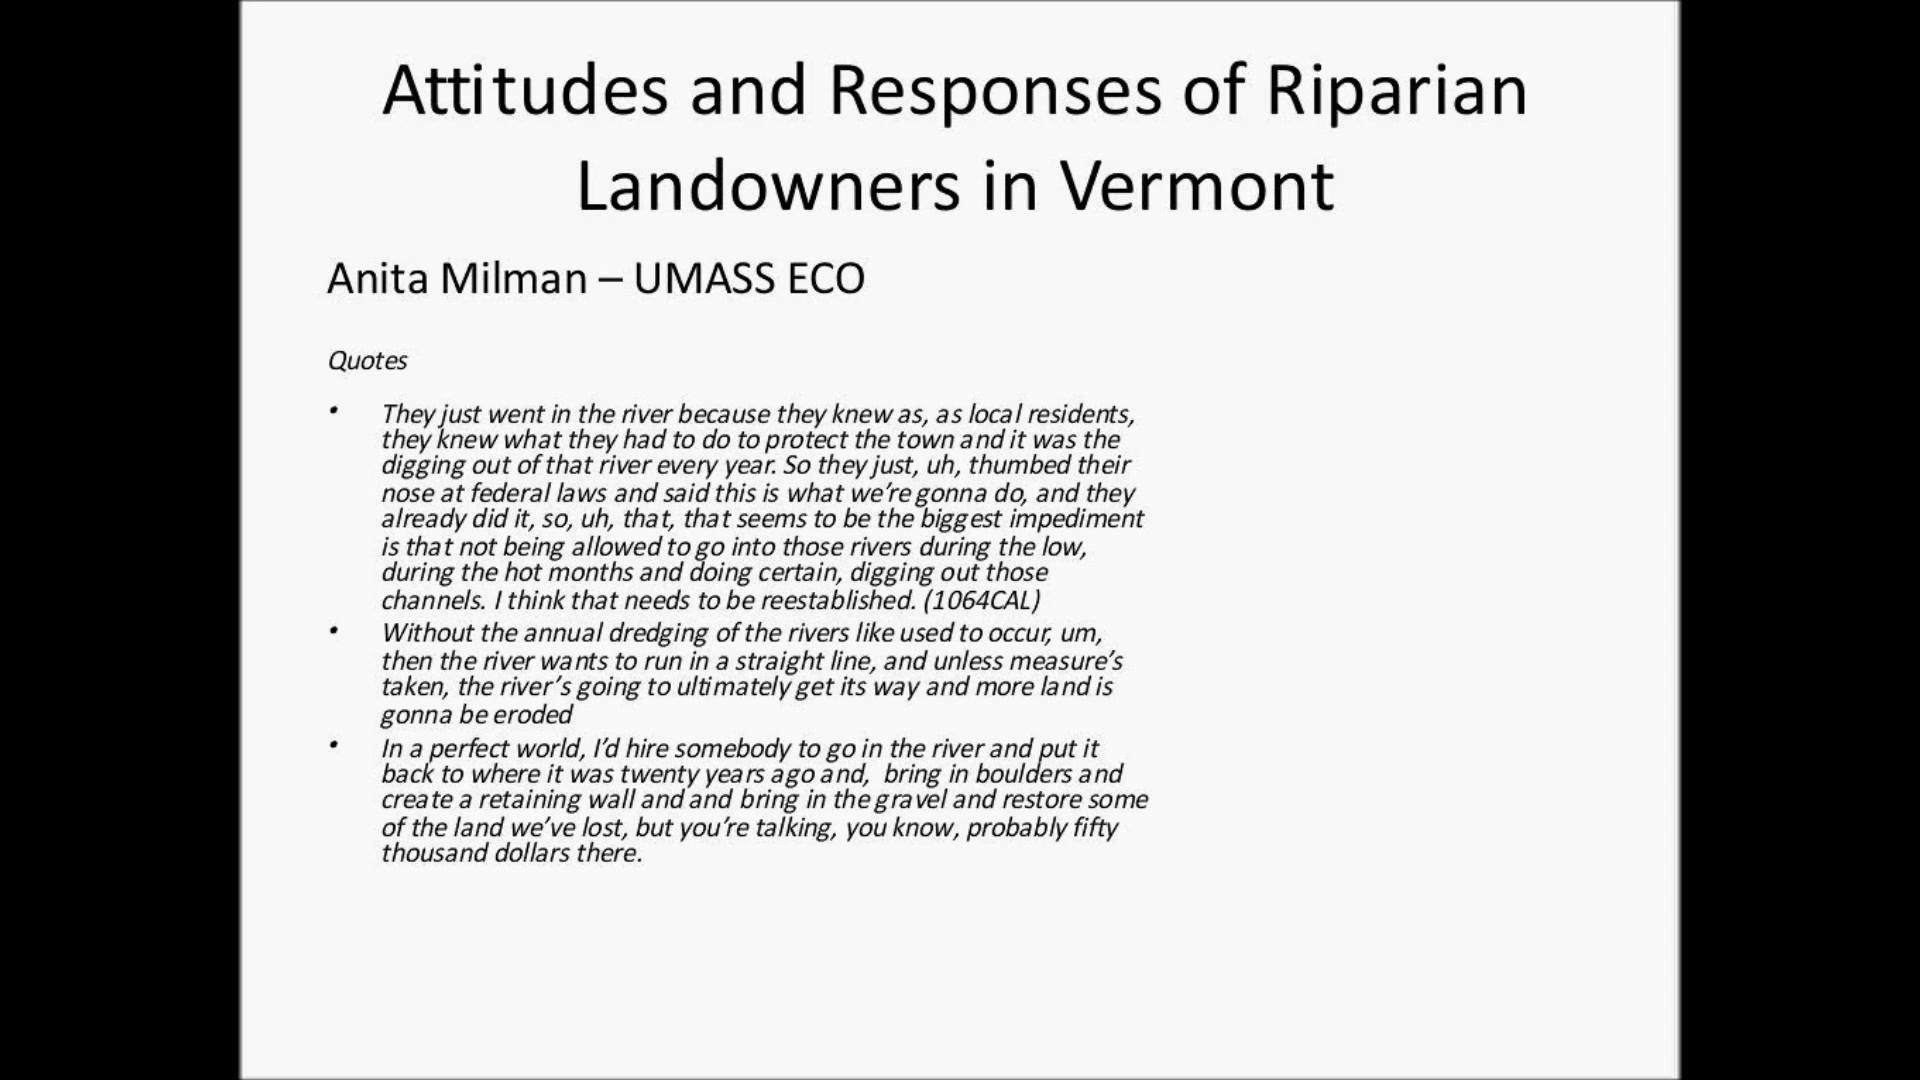 Attitudes and Responses of Riparian
Landowners in Vermont
Anita Milman – UMASS ECO
Quotes
• They just went in the river because they knew as, as local residents,
they knew what they had to do to protect the town and it was the
digging out of that river every year. So they just, uh, thumbed their
nose at federal laws and said this is what we’re gonna do, and they
already did it, so, uh, that, that seems to be the biggest impediment
is that not being allowed to go into those rivers during the low,
during the hot months and doing certain, digging out those
channels. I think that needs to be reestablished. (1064CAL)
• Without the annual dredging of the rivers like used to occur, um,
then the river wants to run in a straight line, and unless measure’s
taken, the river’s going to ultimately get its way and more land is
gonna be eroded
• In a perfect world, I’d hire somebody to go in the river and put it
back to where it was twenty years ago and, bring in boulders and
create a retaining wall and and bring in the gravel and restore some
of the land we’ve lost, but you’re talking, you know, probably fifty
thousand dollars there.